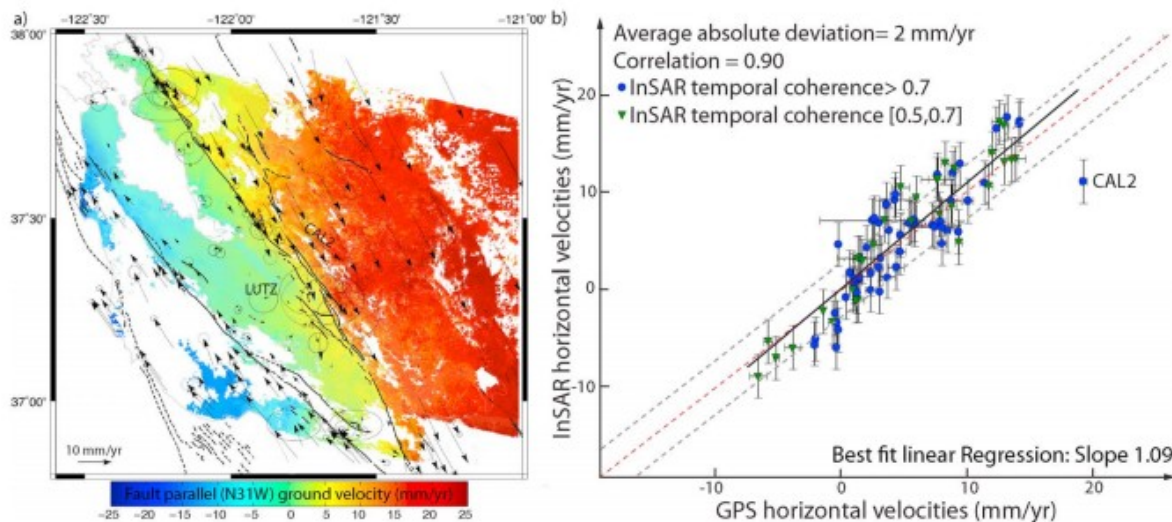 a)
-122˚30'
-122˚00'
-121˚30'
-121˚00'
38˚00'
37˚30'
37˚00'
CAL2
LUTZ
10 mm/yr
Fault parallel (N31W) ground velocity (mm/yr)
-25 -20 -15 -10 -5 0 5 10 15 20 25
b)
Average absolute deviation= 2 mm/yr
Correlation = 0.90
InSAR temporal coherence> 0.7
InSAR temporal coherence [0.5,0.7]
CAL2
Best fit linear Regression: Slope 1.09
InSAR horizontal velocities (mm/yr)
20
10
0
-10
-10 0 10 20
GPS horizontal velocities (mm/yr)